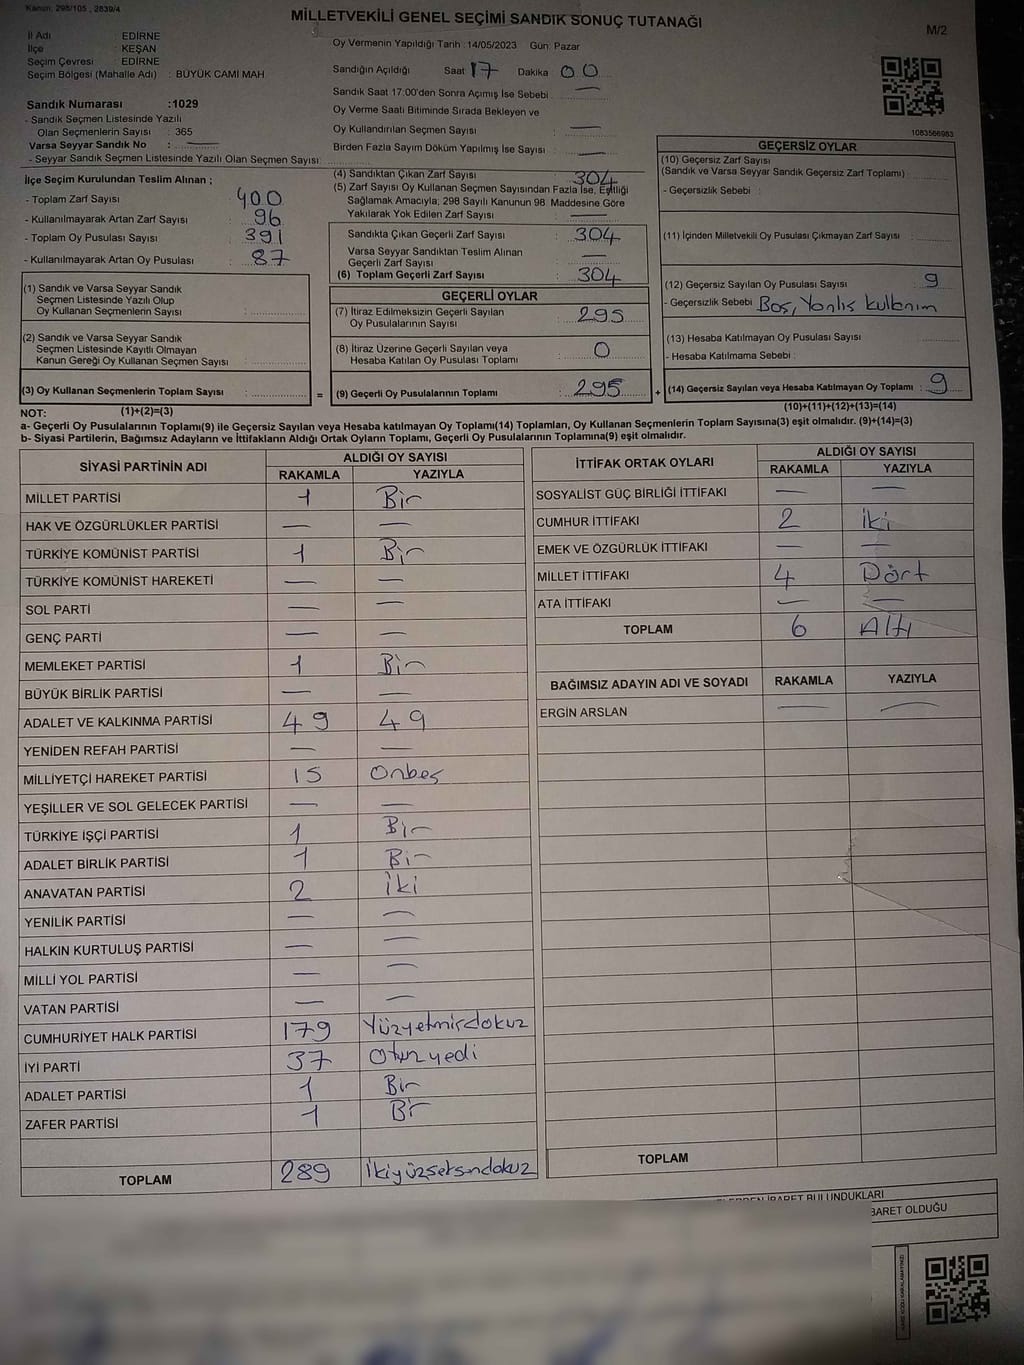 Kanun: 298/105 , 2839/4
MİLLETVEKİLİ GENEL SEÇİMİ SANDIK SONUÇ TUTANAĞI
M/2
İl Adı : EDİRNE
İlçe : KEŞAN
Seçim Çevresi : EDİRNE
Seçim Bölgesi (Mahalle Adı) : BÜYÜK CAMİ MAH
Oy Vermenin Yapıldığı Tarih :14/05/2023 Gün: Pazar
Sandığın Açıldığı Saat 17 Dakika 00
Sandık Saat 17:00'den Sonra Açımış İse Sebebi : —
Oy Verme Saati Bitiminde Sırada Bekleyen ve
Oy Kullandırılan Seçmen Sayısı : —
Birden Fazla Sayım Döküm Yapılmış İse Sayısı : —
Sandık Numarası :1029
- Sandık Seçmen Listesinde Yazılı
Olan Seçmenlerin Sayısı : 365
Varsa Seyyar Sandık No : —
- Seyyar Sandık Seçmen Listesinde Yazılı Olan Seçmen Sayısı:
1083566983
İlçe Seçim Kurulundan Teslim Alınan ;
- Toplam Zarf Sayısı : 400
- Kullanılmayarak Artan Zarf Sayısı : 96
- Toplam Oy Pusulası Sayısı : 391
- Kullanılmayarak Artan Oy Pusulası : 87
(4) Sandıktan Çıkan Zarf Sayısı : 304
(5) Zarf Sayısı Oy Kullanan Seçmen Sayısından Fazla İse, Eşitliği
Sağlamak Amacıyla; 298 Sayılı Kanunun 98 Maddesine Göre
Yakılarak Yok Edilen Zarf Sayısı : —
Sandıkta Çıkan Geçerli Zarf Sayısı : 304
Varsa Seyyar Sandıktan Teslim Alınan
Geçerli Zarf Sayısı : —
(6) Toplam Geçerli Zarf Sayısı : 304
GEÇERSİZ OYLAR
(10) Geçersiz Zarf Sayısı
(Sandık ve Varsa Seyyar Sandık Geçersiz Zarf Toplamı)
- Geçersizlik Sebebi :
(11) İçinden Milletvekili Oy Pusulası Çıkmayan Zarf Sayısı :
(12) Geçersiz Sayılan Oy Pusulası Sayısı : 9
- Geçersizlik Sebebi : Boş, Yanlış kullanım
(13) Hesaba Katılmayan Oy Pusulası Sayısı :
- Hesaba Katılmama Sebebi :
(1) Sandık ve Varsa Seyyar Sandık
Seçmen Listesinde Yazılı Olup
Oy Kullanan Seçmenlerin Sayısı :
(2) Sandık ve Varsa Seyyar Sandık
Seçmen Listesinde Kayıtlı Olmayan
Kanun Gereği Oy Kullanan Seçmen Sayısı :
GEÇERLİ OYLAR
(7) İtiraz Edilmeksizin Geçerli Sayılan
Oy Pusulalarının Sayısı : 295
(8) İtiraz Üzerine Geçerli Sayılan veya
Hesaba Katılan Oy Pusulası Toplamı : 0
(3) Oy Kullanan Seçmenlerin Toplam Sayısı : = (9) Geçerli Oy Pusulalarının Toplamı : 295 + (14) Geçersiz Sayılan veya Hesaba Katılmayan Oy Toplamı : 9
NOT: (1)+(2)=(3) (10)+(11)+(12)+(13)=(14)
a- Geçerli Oy Pusulalarının Toplamı(9) ile Geçersiz Sayılan veya Hesaba katılmayan Oy Toplamı(14) Toplamları, Oy Kullanan Seçmenlerin Toplam Sayısına(3) eşit olmalıdır. (9)+(14)=(3)
b- Siyasi Partilerin, Bağımsız Adayların ve İttifakların Aldığı Ortak Oyların Toplamı, Geçerli Oy Pusulalarının Toplamına(9) eşit olmalıdır.
SİYASİ PARTİNİN ADI ALDIĞI OY SAYISI
RAKAMLA YAZIYLA
MİLLET PARTİSİ 1 Bir
HAK VE ÖZGÜRLÜKLER PARTİSİ — —
TÜRKİYE KOMÜNİST PARTİSİ 1 Bir
TÜRKİYE KOMÜNİST HAREKETİ — —
SOL PARTİ — —
GENÇ PARTİ — —
MEMLEKET PARTİSİ 1 Bir
BÜYÜK BİRLİK PARTİSİ — —
ADALET VE KALKINMA PARTİSİ 49 49
YENİDEN REFAH PARTİSİ — —
MİLLİYETÇİ HAREKET PARTİSİ 15 Onbeş
YEŞİLLER VE SOL GELECEK PARTİSİ — —
TÜRKİYE İŞÇİ PARTİSİ 1 Bir
ADALET BİRLİK PARTİSİ 1 Bir
ANAVATAN PARTİSİ 2 iki
YENİLİK PARTİSİ — —
HALKIN KURTULUŞ PARTİSİ — —
MİLLİ YOL PARTİSİ — —
VATAN PARTİSİ — —
CUMHURİYET HALK PARTİSİ 179 Yüzyetmişdokuz
İYİ PARTİ 37 Otuzyedi
ADALET PARTİSİ 1 Bir
ZAFER PARTİSİ 1 Bir
TOPLAM 289 ikiyüzseksendokuz
İTTİFAK ORTAK OYLARI ALDIĞI OY SAYISI
RAKAMLA YAZIYLA
SOSYALİST GÜÇ BİRLİĞİ İTTİFAKI — —
CUMHUR İTTİFAKI 2 iki
EMEK VE ÖZGÜRLÜK İTTİFAKI — —
MİLLET İTTİFAKI 4 Dört
ATA İTTİFAKI — —
TOPLAM 6 Altı
BAĞIMSIZ ADAYIN ADI VE SOYADI RAKAMLA YAZIYLA
ERGİN ARSLAN — —
TOPLAM
İBARET BULUNDUKLARI
BARET OLDUĞU